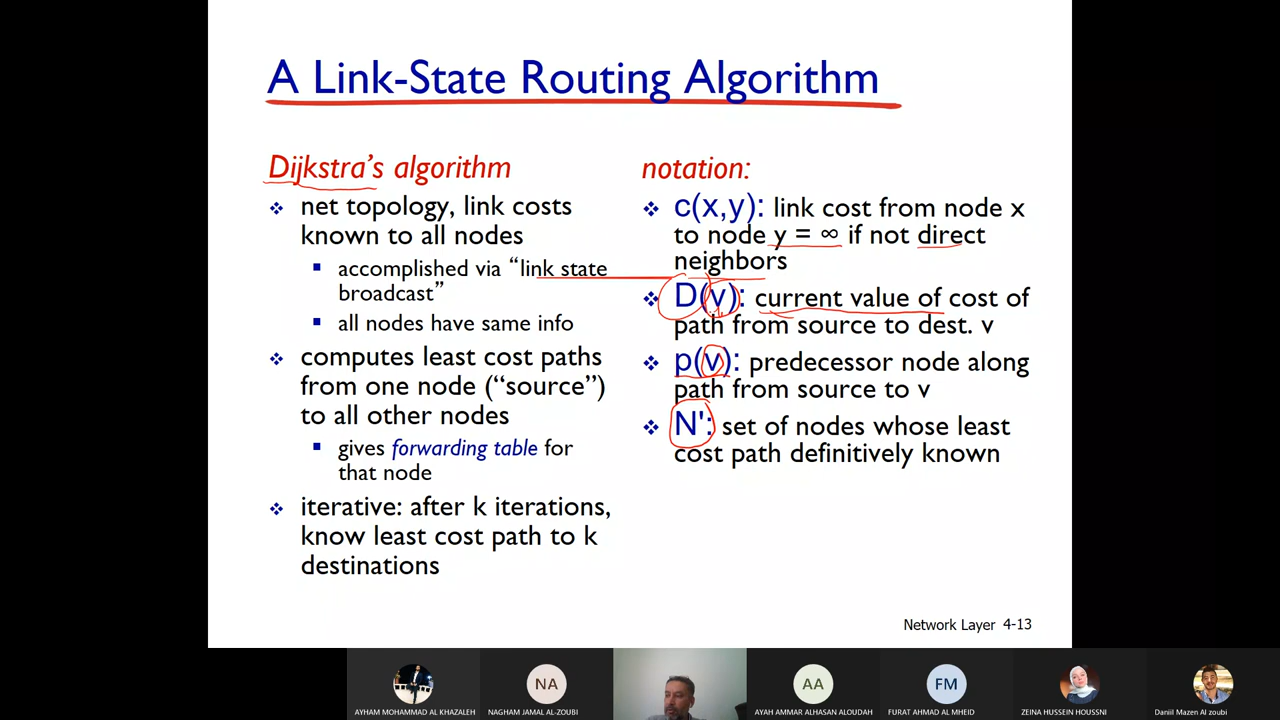 A Link-State Routing Algorithm
Dijkstra's algorithm
net topology, link costs
known to all nodes
accomplished via "link state
broadcast"
all nodes have same info
computes least cost paths
from one node ("source")
to all other nodes
gives forwarding table for
that node
iterative: after k iterations,
know least cost path to k
destinations
notation:
c(x,y): link cost from node x
to node y = ∞ if not direct
neighbors
D(v): current value of cost of
path from source to dest. v
p(v): predecessor node along
path from source to v
N': set of nodes whose least
cost path definitively known
Network Layer 4-13
NA
AA
FM
AYHAM MOHAMMAD AL KHAZALEH
NAGHAM JAMAL AL-ZOUBI
AYAH AMMAR ALHASAN ALOUDAH
FURAT AHMAD AL MHEID
ZEINA HUSSEIN HOUSSNI
Daniil Mazen Al zoubi